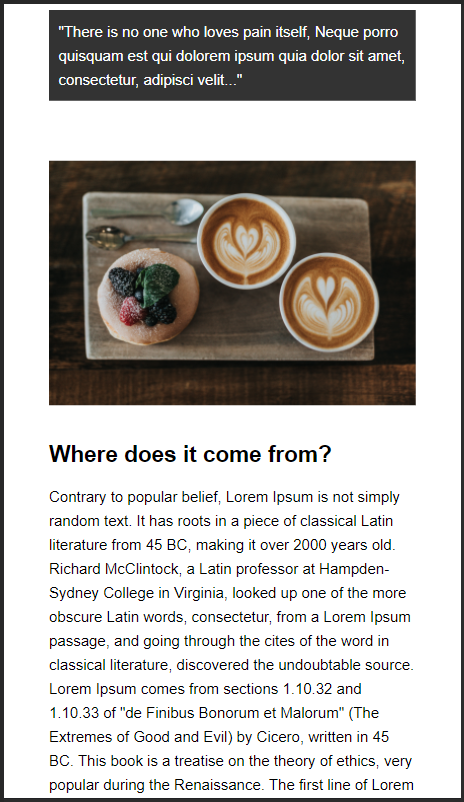 "There is no one who loves pain itself, Neque porro
quisquam est qui dolorem ipsum quia dolor sit amet,
consectetur, adipisci velit..."
Where does it come from?
Contrary to popular belief, Lorem Ipsum is not simply
random text. It has roots in a piece of classical Latin
literature from 45 BC, making it over 2000 years old.
Richard McClintock, a Latin professor at Hampden-
Sydney College in Virginia, looked up one of the more
obscure Latin words, consectetur, from a Lorem Ipsum
passage, and going through the cites of the word in
classical literature, discovered the undoubtable source.
Lorem Ipsum comes from sections 1.10.32 and
1.10.33 of "de Finibus Bonorum et Malorum" (The
Extremes of Good and Evil) by Cicero, written in 45
BC. This book is a treatise on the theory of ethics, very
popular during the Renaissance. The first line of Lorem